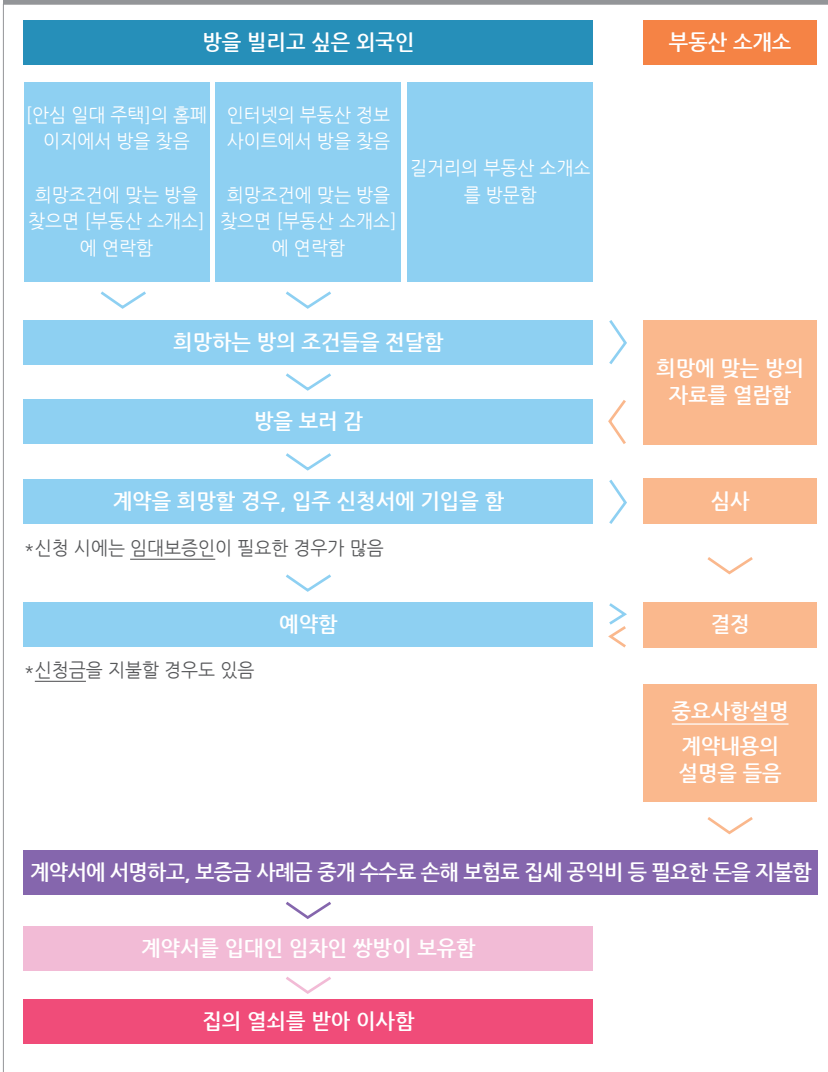 방을 빌리고 싶은 외국인
부동산 소개소
[안심 일대 주택]의 홈페
이지에서 방을 찾음
희망조건에 맞는 방을
찾으면 [부동산 소개소]
에 연락함
인터넷의 부동산 정보
사이트에서 방을 찾음
희망조건에 맞는 방을
찾으면 [부동산 소개소]
에 연락함
길거리의 부동산 소개소
를 방문함
희망하는 방의 조건들을 전달함
희망에 맞는 방의
자료를 열람함
방을 보러 감
계약을 희망할 경우, 입주 신청서에 기입을 함
심사
*신청 시에는 임대보증인이 필요한 경우가 많음
예약함
결정
*신청금을 지불할 경우도 있음
중요사항설명
계약내용의
설명을 들음
계약서에 서명하고, 보증금 사례금 중개 수수료 손해 보험료 집세 공익비 등 필요한 돈을 지불함
계약서를 입대인 임차인 쌍방이 보유함
집의 열쇠를 받아 이사함